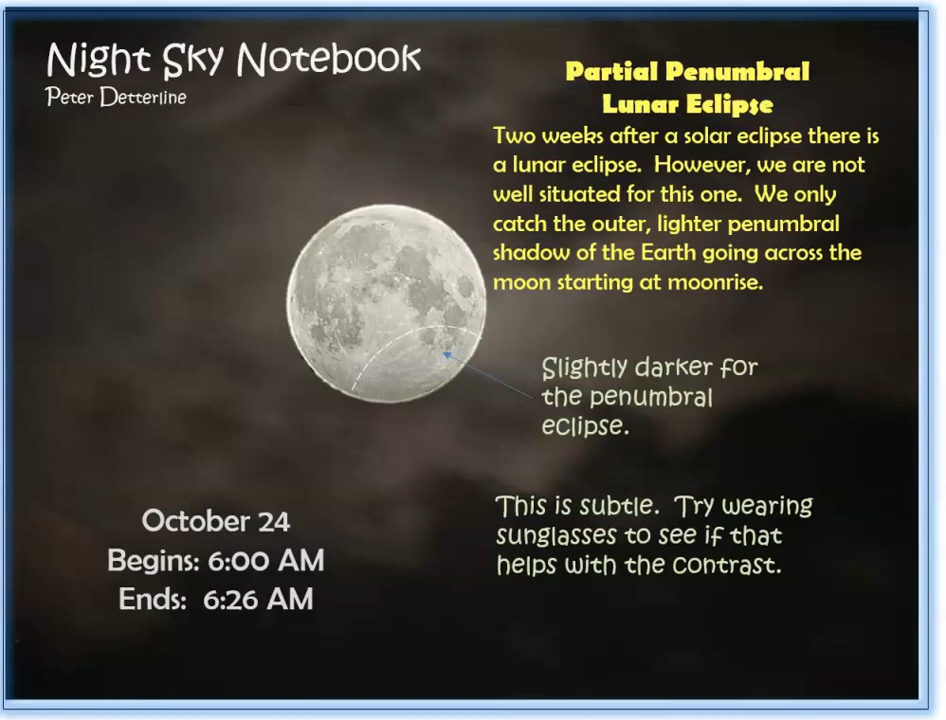 Night Sky Notebook
Peter Detterline
Partial Penumbral
Lunar Eclipse
Two weeks after a solar eclipse there is
a lunar eclipse.  However, we are not
well situated for this one.  We only
catch the outer, lighter penumbral
shadow of the Earth going across the
moon starting at moonrise.
Slightly darker for
the penumbral
eclipse.
This is subtle.  Try wearing
sunglasses to see if that
helps with the contrast.
October 24
Begins: 6:00 AM
Ends:  6:26 AM